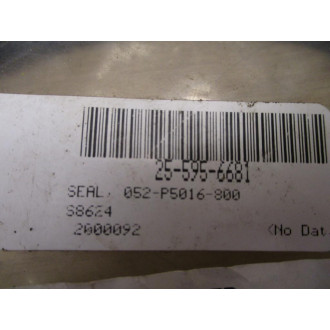 25-595-6681
SEAL, 052-P5016-800
S8624
2000092 (No Dat